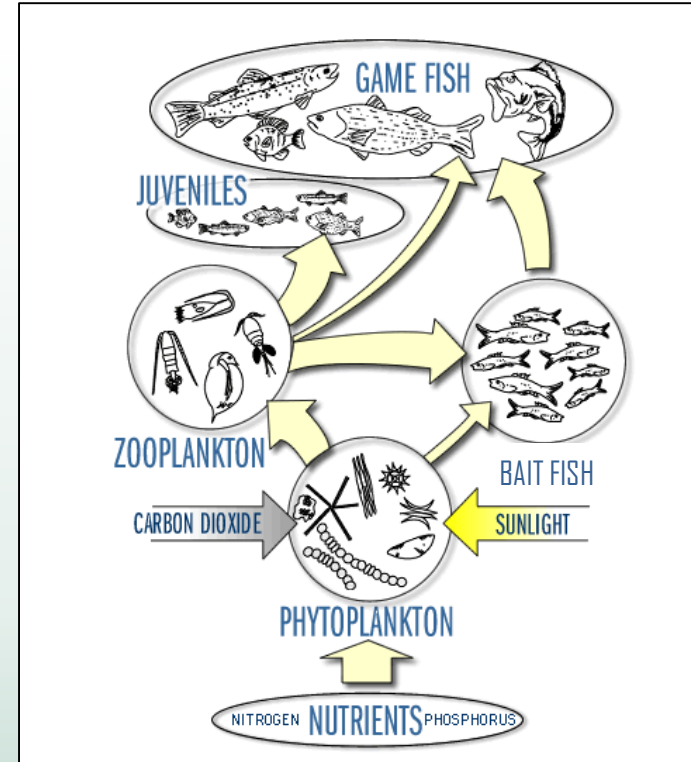 GAME FISH
JUVENILES
ZOOPLANKTON
BAIT FISH
CARBON DIOXIDE
SUNLIGHT
PHYTOPLANKTON
NITROGEN NUTRIENTS PHOSPHORUS